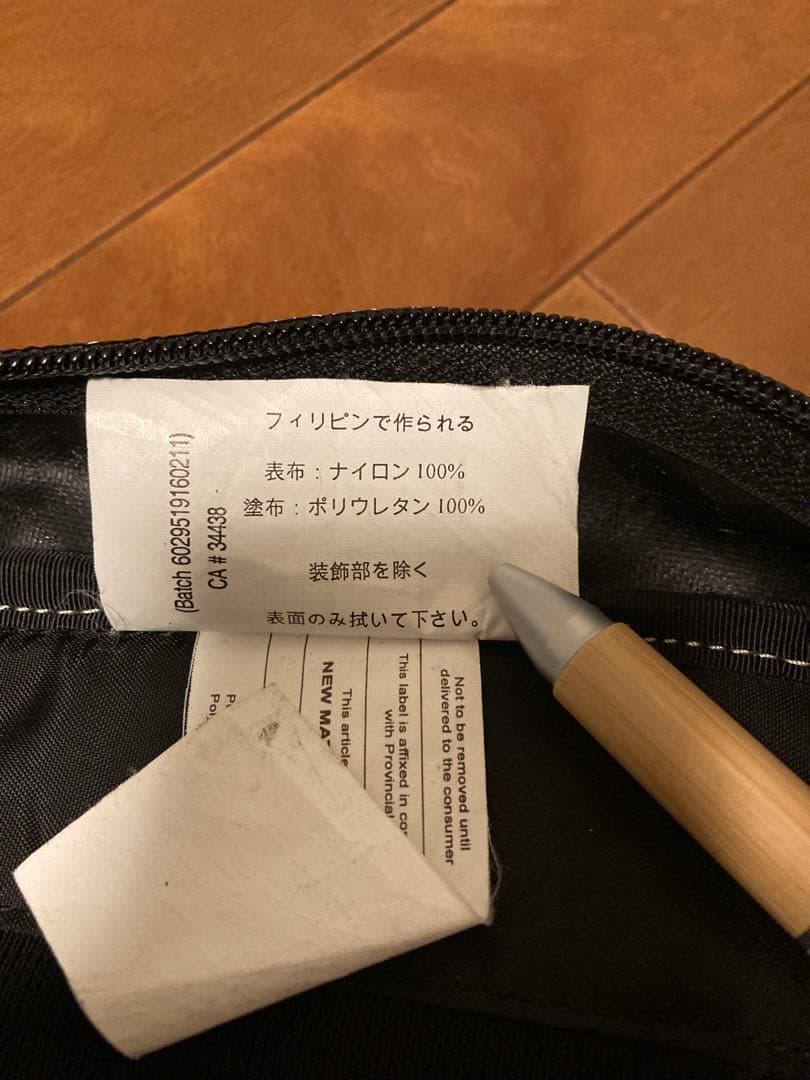 フィリピンで作られる
表布：ナイロン100%
塗布：ポリウレタン100%
装飾部を除く
表面のみ拭いて下さい。
(Batch 6029519160211)
CA # 34438
Not to be removed until
delivered to the consumer
This label is affixed in
with Provincial
This article
NEW